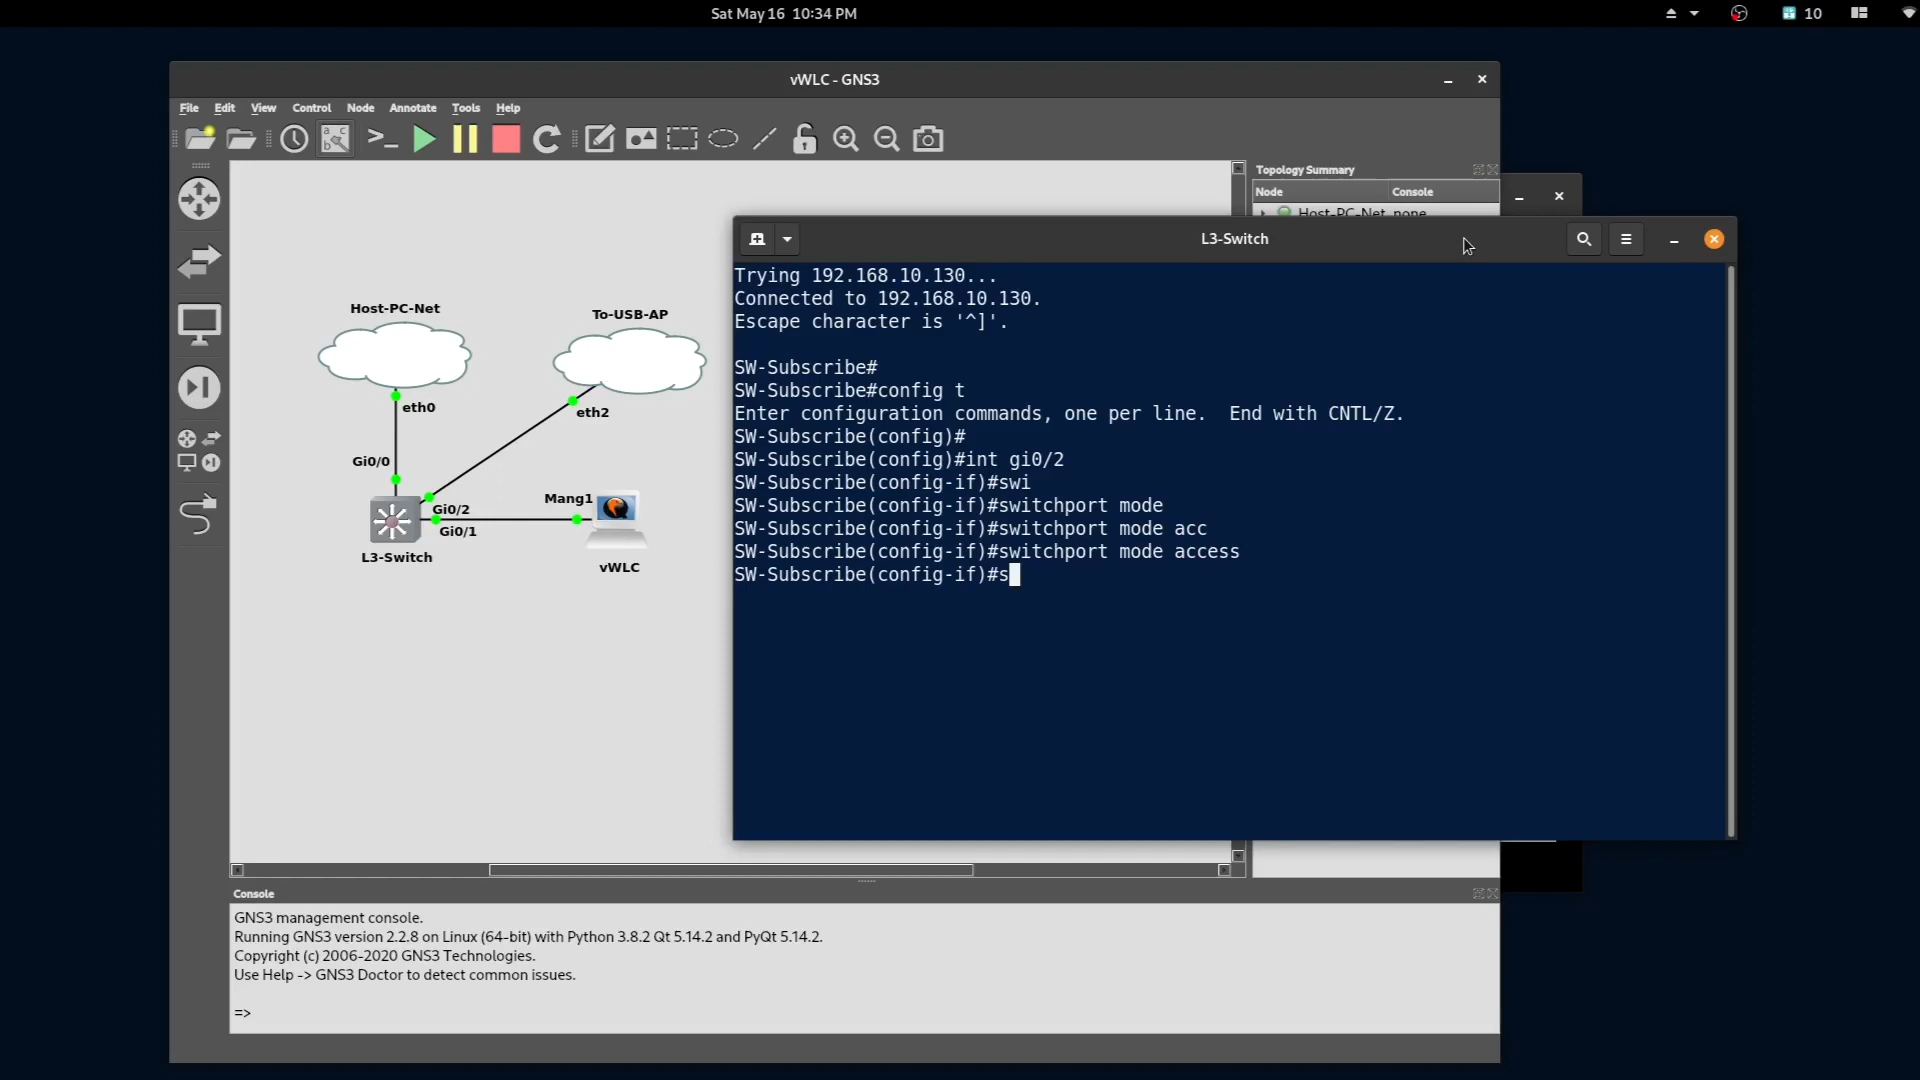 Sat May 16 10:34 PM
10
vWLC - GNS3
File Edit View Control Node Annotate Tools Help
Topology Summary
Node Console
Host-PC-Net none
L3-Switch
Trying 192.168.10.130...
Connected to 192.168.10.130.
Escape character is '^]'.
SW-Subscribe#
SW-Subscribe#config t
Enter configuration commands, one per line.  End with CNTL/Z.
SW-Subscribe(config)#
SW-Subscribe(config)#int gi0/2
SW-Subscribe(config-if)#swi
SW-Subscribe(config-if)#switchport mode
SW-Subscribe(config-if)#switchport mode acc
SW-Subscribe(config-if)#switchport mode access
SW-Subscribe(config-if)#s
Host-PC-Net
To-USB-AP
eth0
eth2
Gi0/0
Mang1
Gi0/2
Gi0/1
L3-Switch
vWLC
Console
GNS3 management console.
Running GNS3 version 2.2.8 on Linux (64-bit) with Python 3.8.2 Qt 5.14.2 and PyQt 5.14.2.
Copyright (c) 2006-2020 GNS3 Technologies.
Use Help -> GNS3 Doctor to detect common issues.
=>